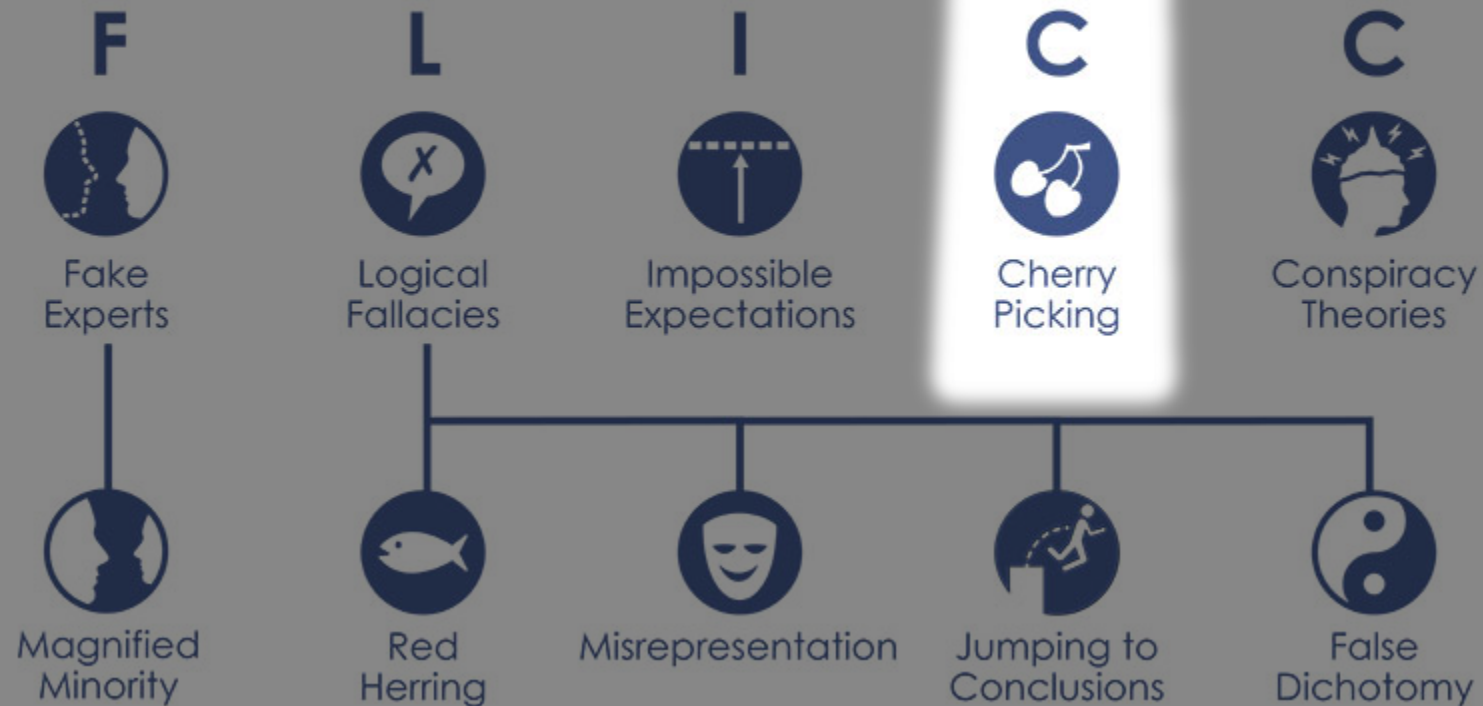 F L I C C
Fake Experts
Logical Fallacies
Impossible Expectations
Cherry Picking
Conspiracy Theories
Magnified Minority
Red Herring
Misrepresentation
Jumping to Conclusions
False Dichotomy